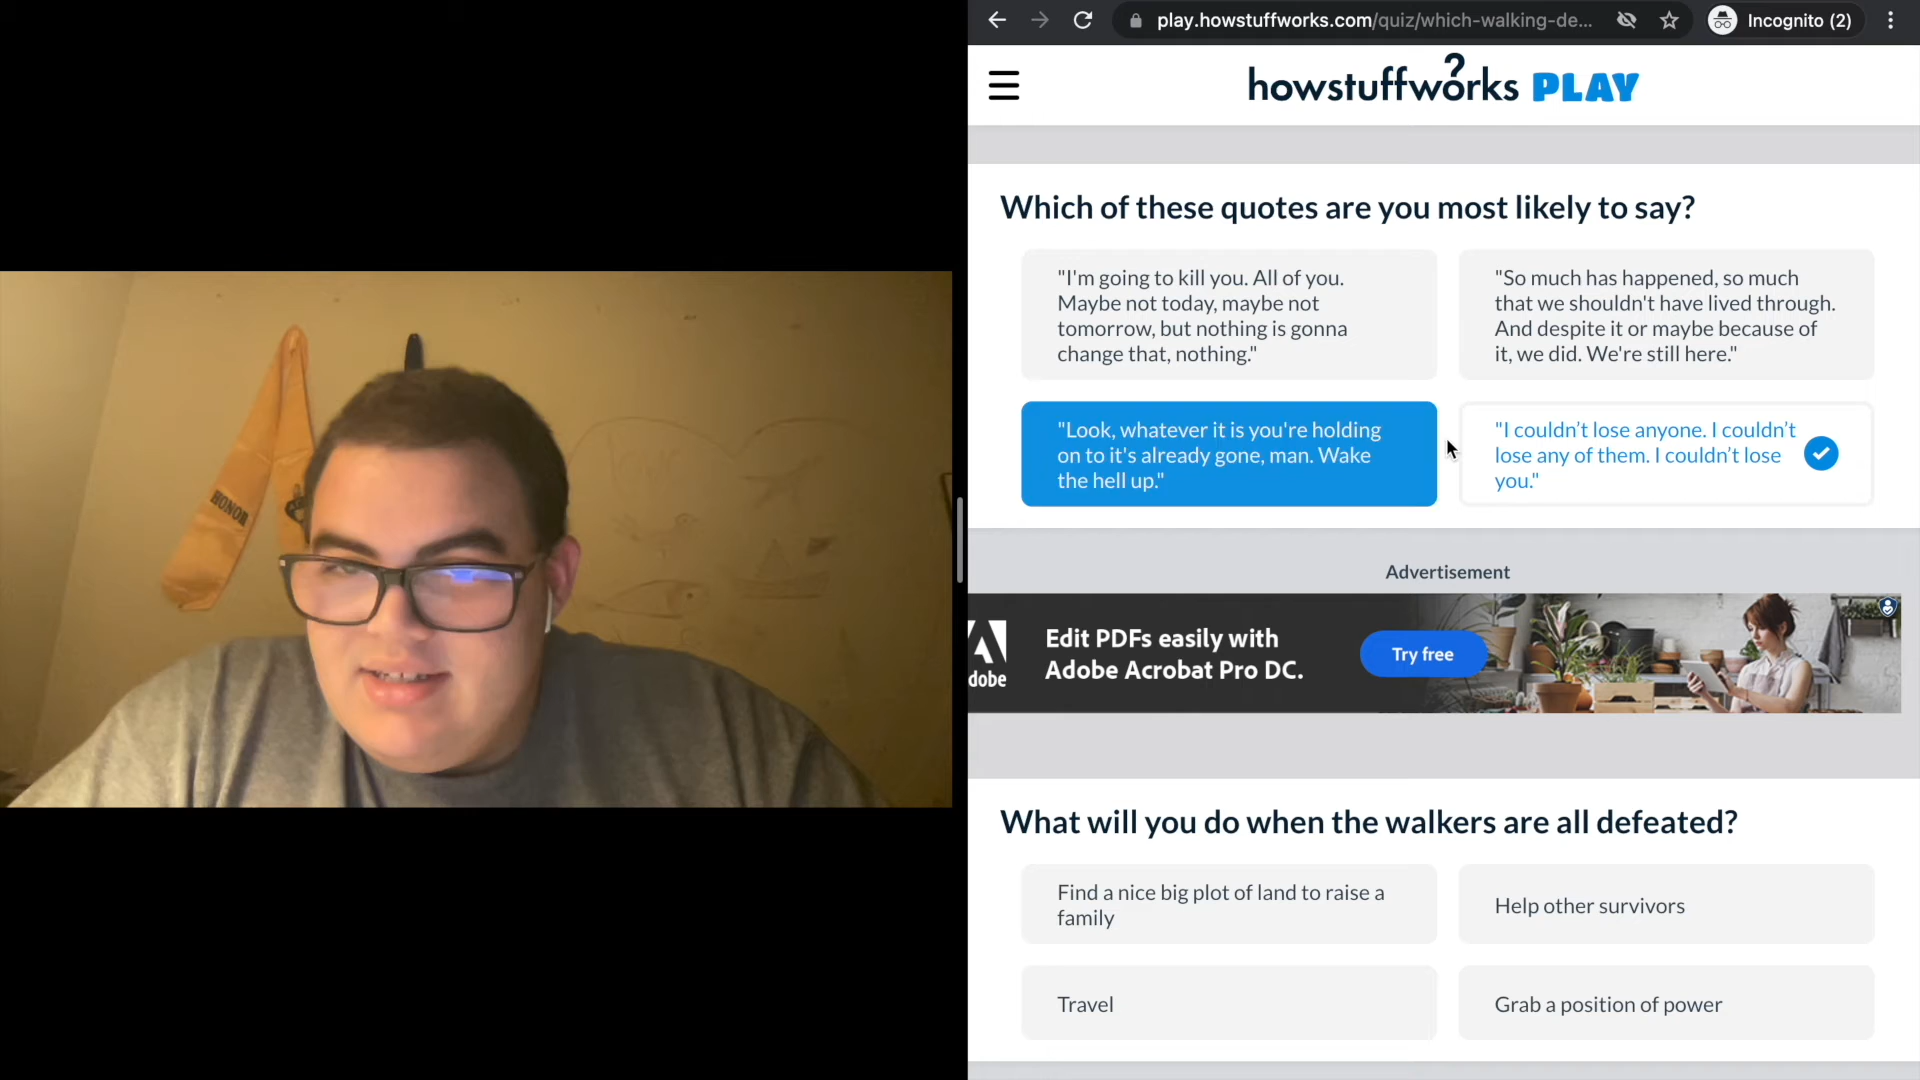 HONOR
play.howstuffworks.com/quiz/which-walking-de...
Incognito (2)
howstuffworks PLAY
Which of these quotes are you most likely to say?
"I'm going to kill you. All of you.
Maybe not today, maybe not
tomorrow, but nothing is gonna
change that, nothing."
"So much has happened, so much
that we shouldn't have lived through.
And despite it or maybe because of
it, we did. We're still here."
"Look, whatever it is you're holding
on to it's already gone, man. Wake
the hell up."
"I couldn’t lose anyone. I couldn’t
lose any of them. I couldn’t lose
you."
Advertisement
dobe
Edit PDFs easily with
Adobe Acrobat Pro DC.
Try free
What will you do when the walkers are all defeated?
Find a nice big plot of land to raise a
family
Help other survivors
Travel
Grab a position of power